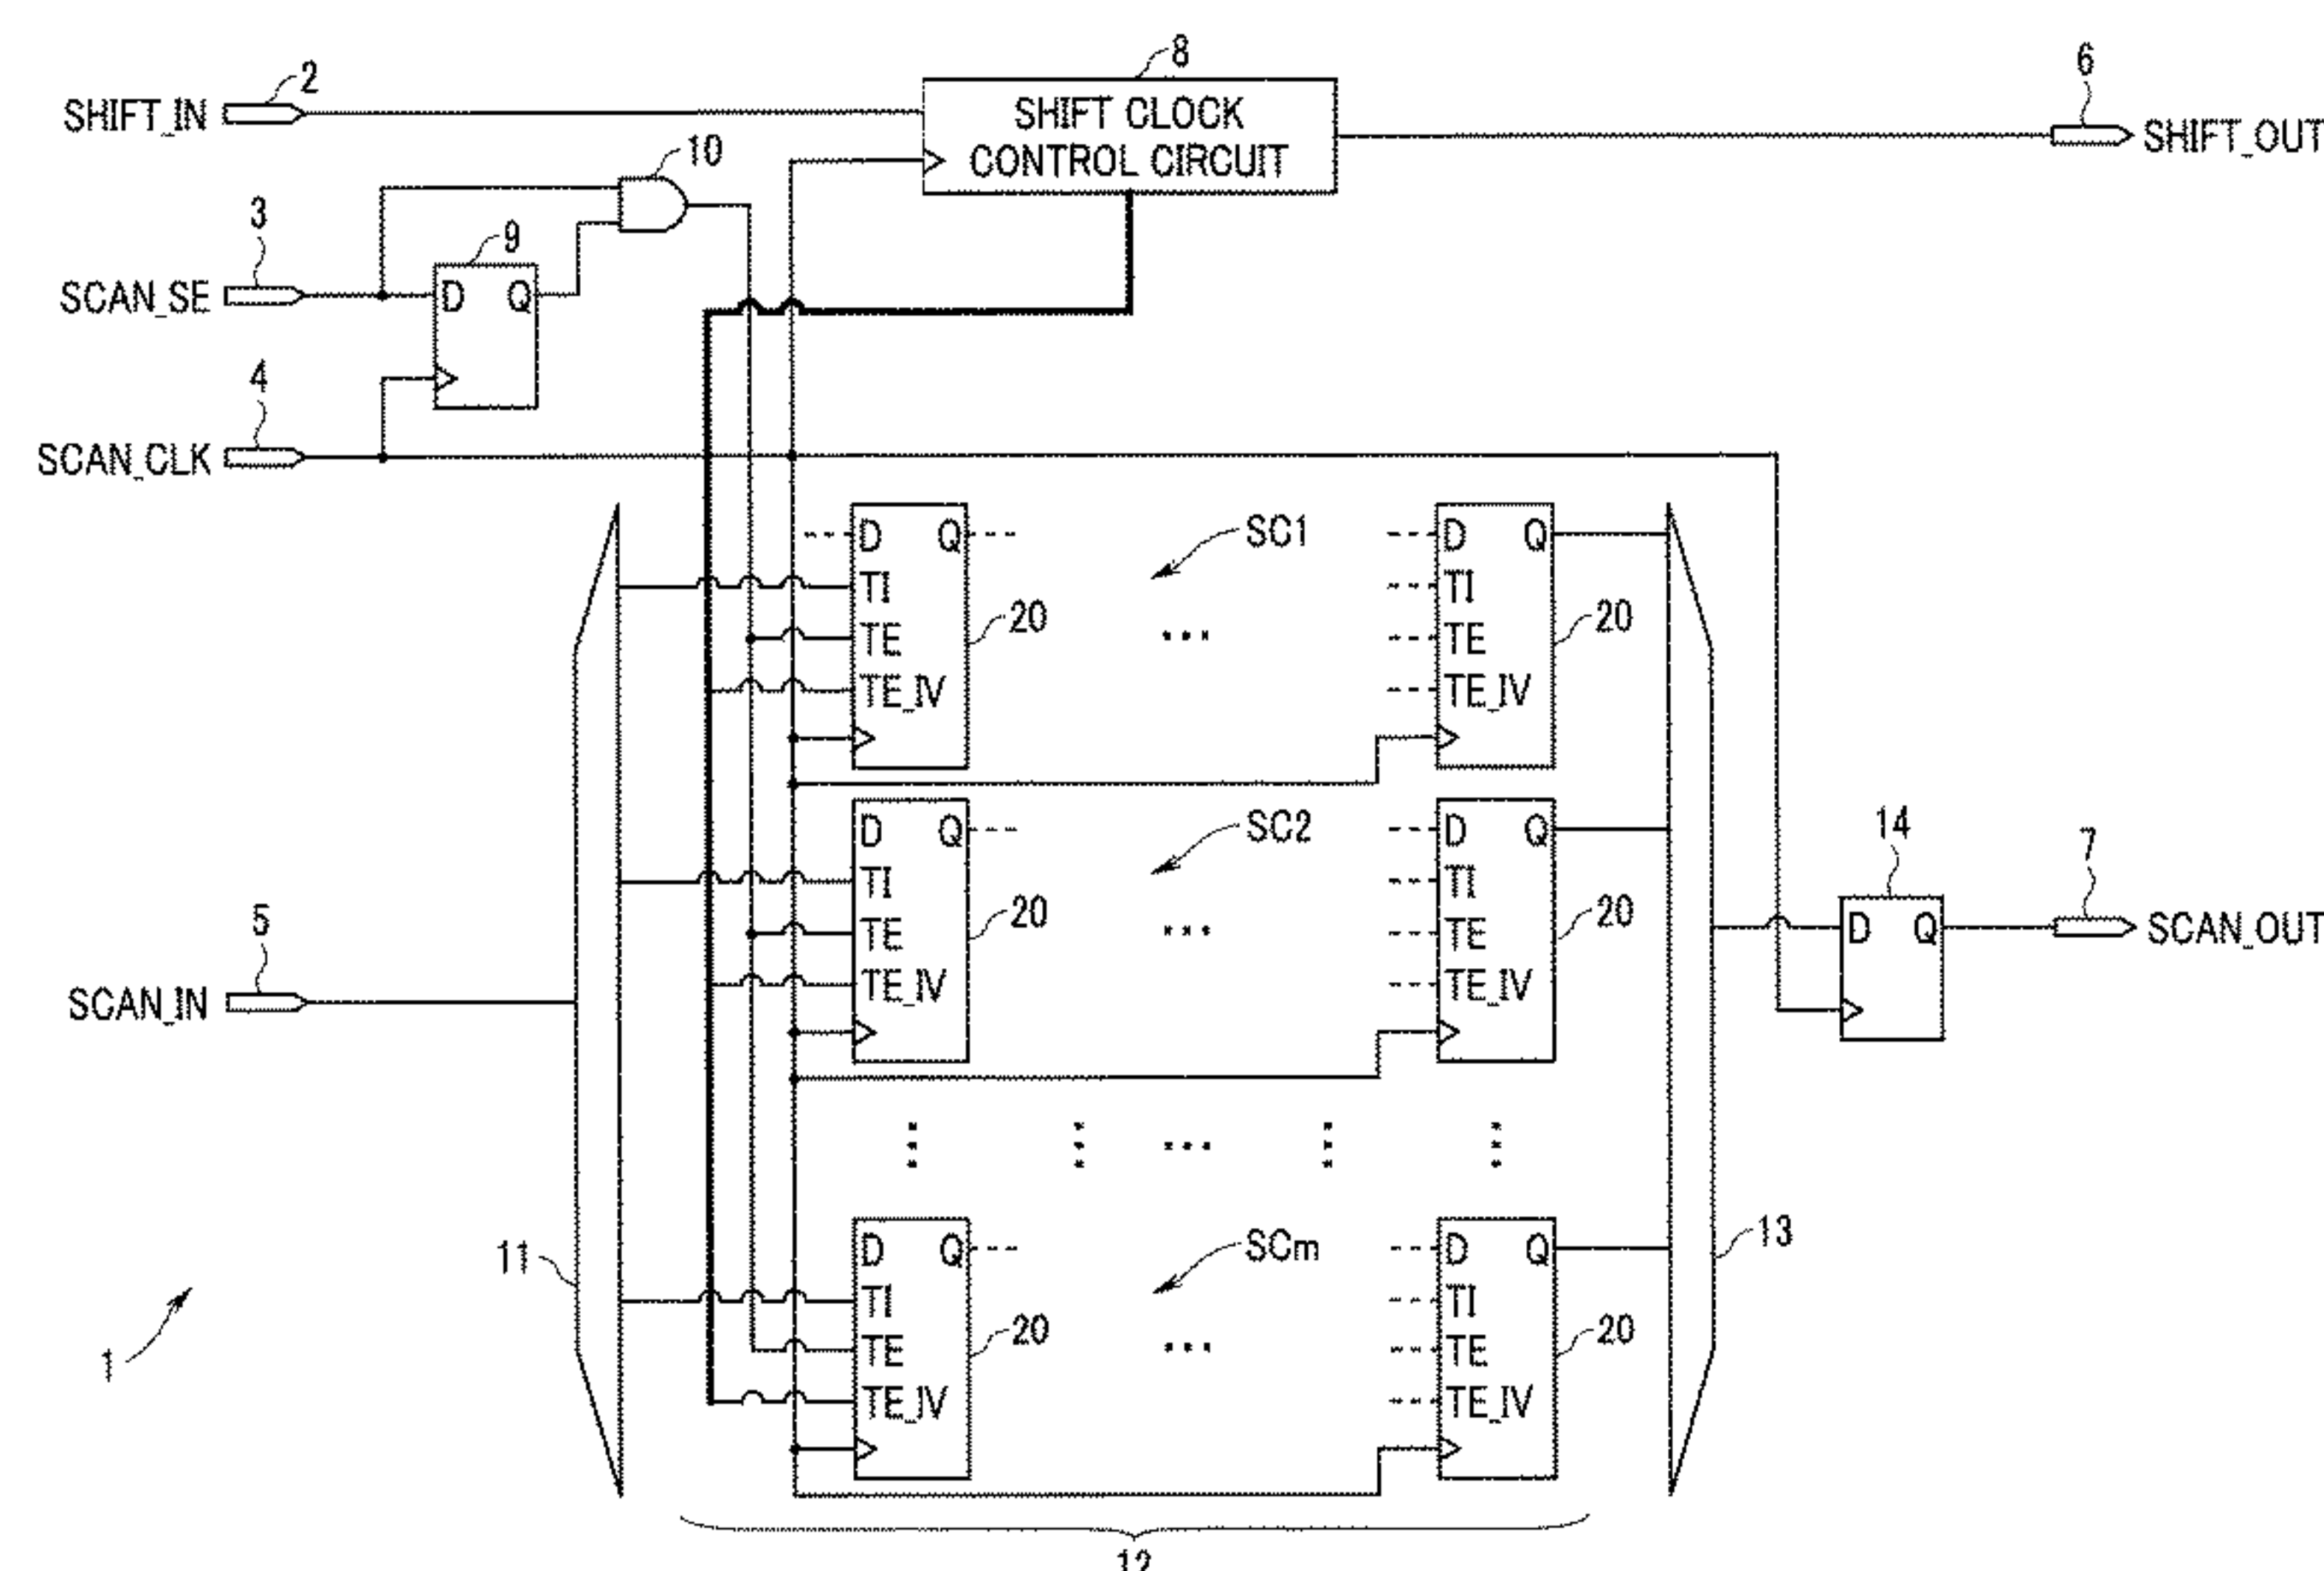 8
6
2
SHIFT_IN
SHIFT CLOCK
CONTROL CIRCUIT
SHIFT_OUT
10
3
9
SCAN_SE
D Q
4
SCAN_CLK
D Q
SC1
D Q
TI
TI
20
20
TE
...
TE
TE_IV
TE_IV
D Q
SC2
D Q
14
7
TI
TI
20
20
5
TE
...
TE
D Q
SCAN_OUT
TE_IV
TE_IV
SCAN_IN
...
D Q
SCm
D Q
13
11
TI
TI
20
20
1
TE
...
TE
TE_IV
TE_IV
12